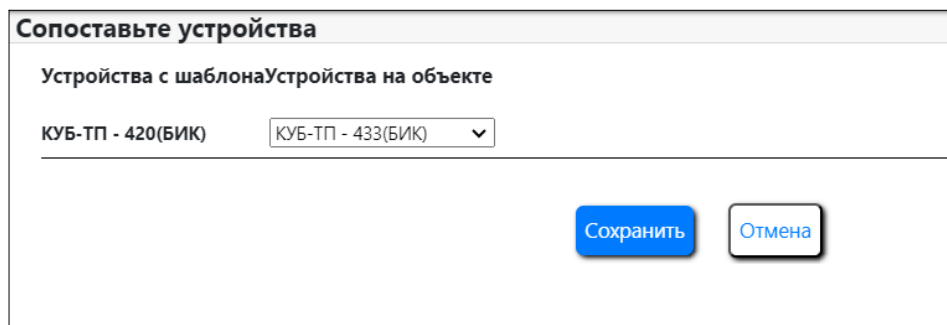 Сопоставьте устройства
Устройства с шаблонаУстройства на объекте
КУБ-ТП - 420(БИК) КУБ-ТП - 433(БИК)
Сохранить Отмена